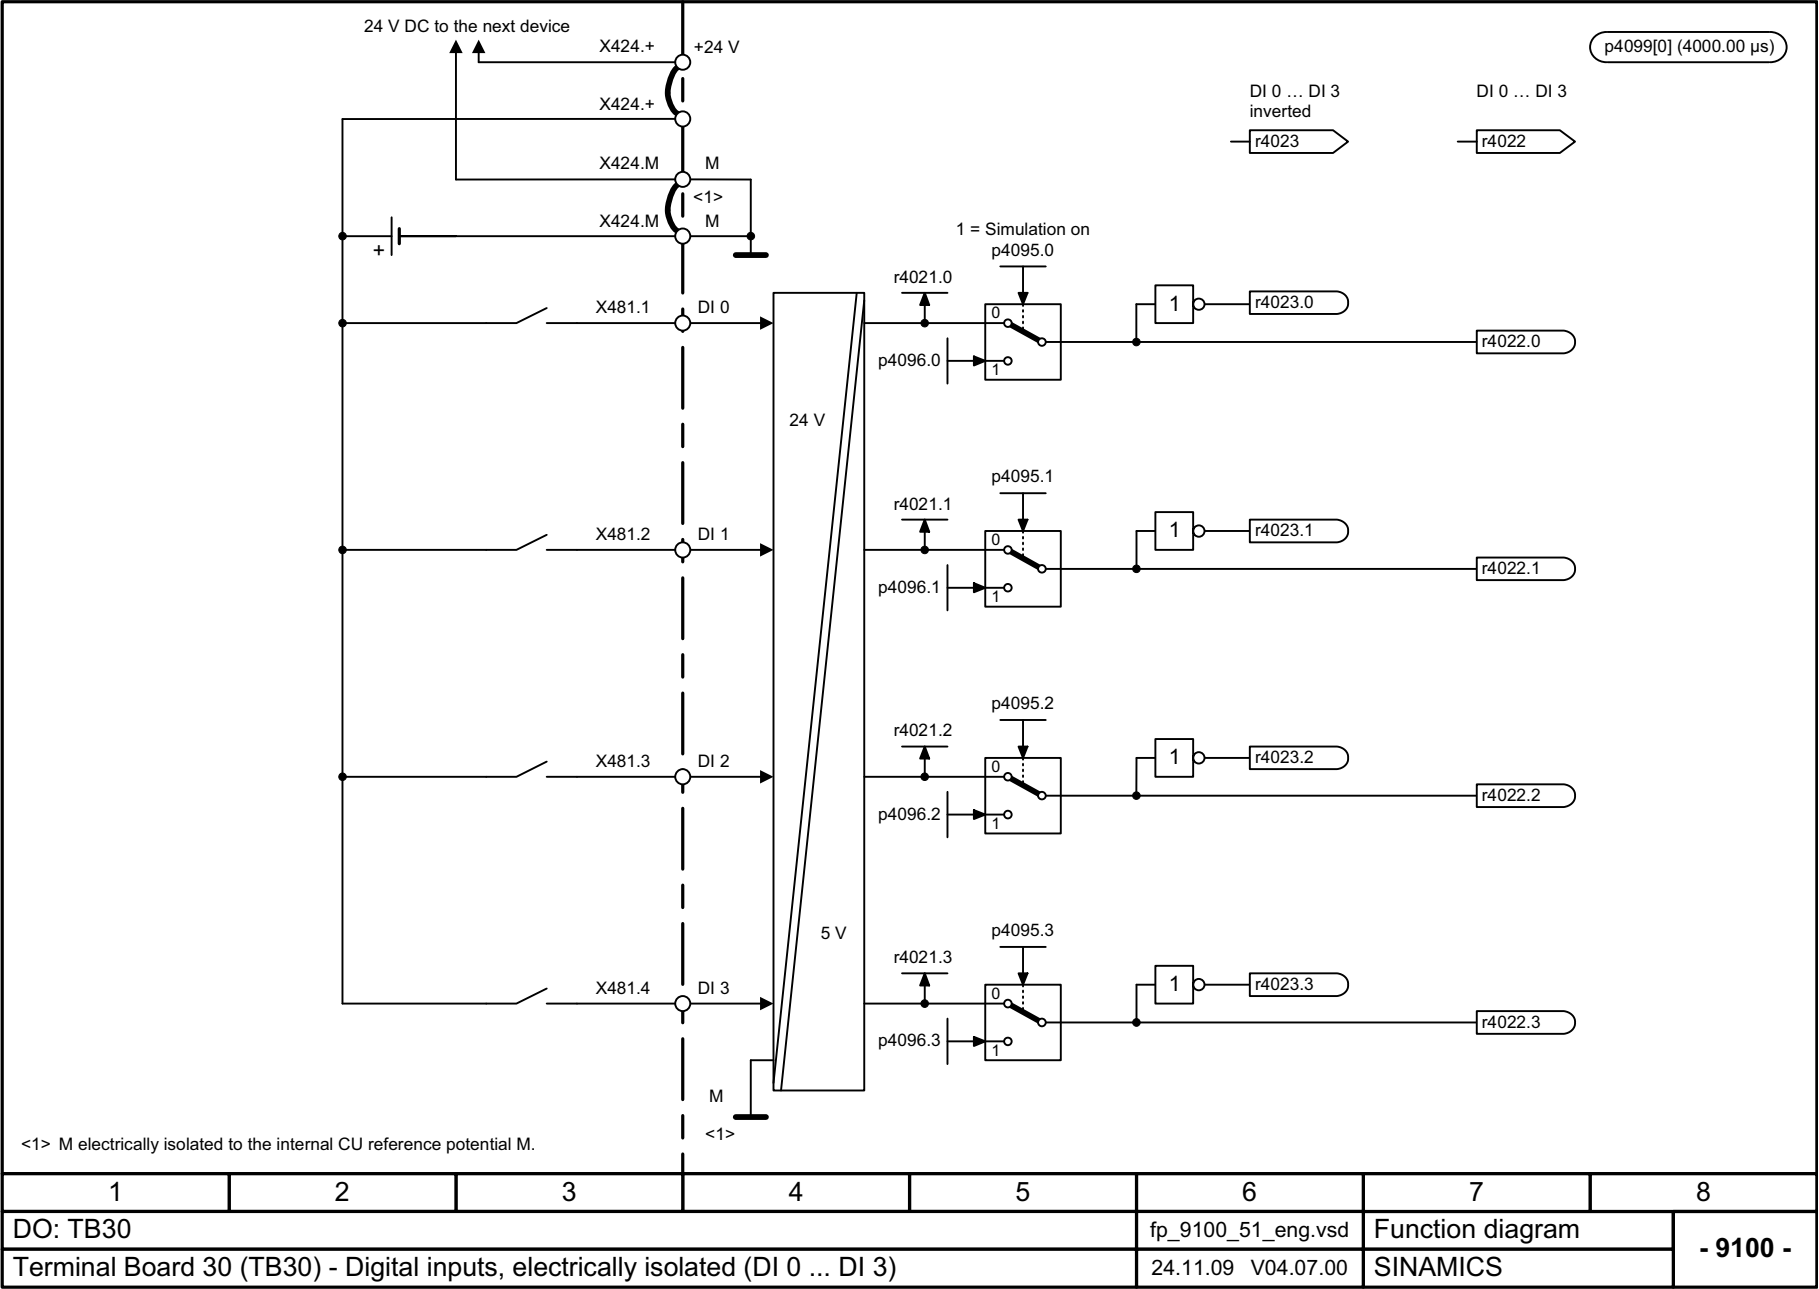 24 V DC to the next device
X424.+
+24 V
p4099[0] (4000.00 µs)
X424.+
DI 0 … DI 3
inverted
DI 0 … DI 3
r4023
r4022
X424.M
M
<1>
X424.M
M
+
1 = Simulation on
p4095.0
r4021.0
X481.1
DI 0
0
1
r4023.0
r4022.0
p4096.0
1
24 V
p4095.1
r4021.1
X481.2
DI 1
0
1
r4023.1
r4022.1
p4096.1
1
p4095.2
r4021.2
X481.3
DI 2
0
1
r4023.2
r4022.2
p4096.2
1
5 V
p4095.3
r4021.3
X481.4
DI 3
0
1
r4023.3
r4022.3
p4096.3
1
M
<1>
<1> M electrically isolated to the internal CU reference potential M.
1 2 3 4 5 6 7 8
DO: TB30
fp_9100_51_eng.vsd
Function diagram
- 9100 -
Terminal Board 30 (TB30) - Digital inputs, electrically isolated (DI 0 ... DI 3)
24.11.09 V04.07.00
SINAMICS